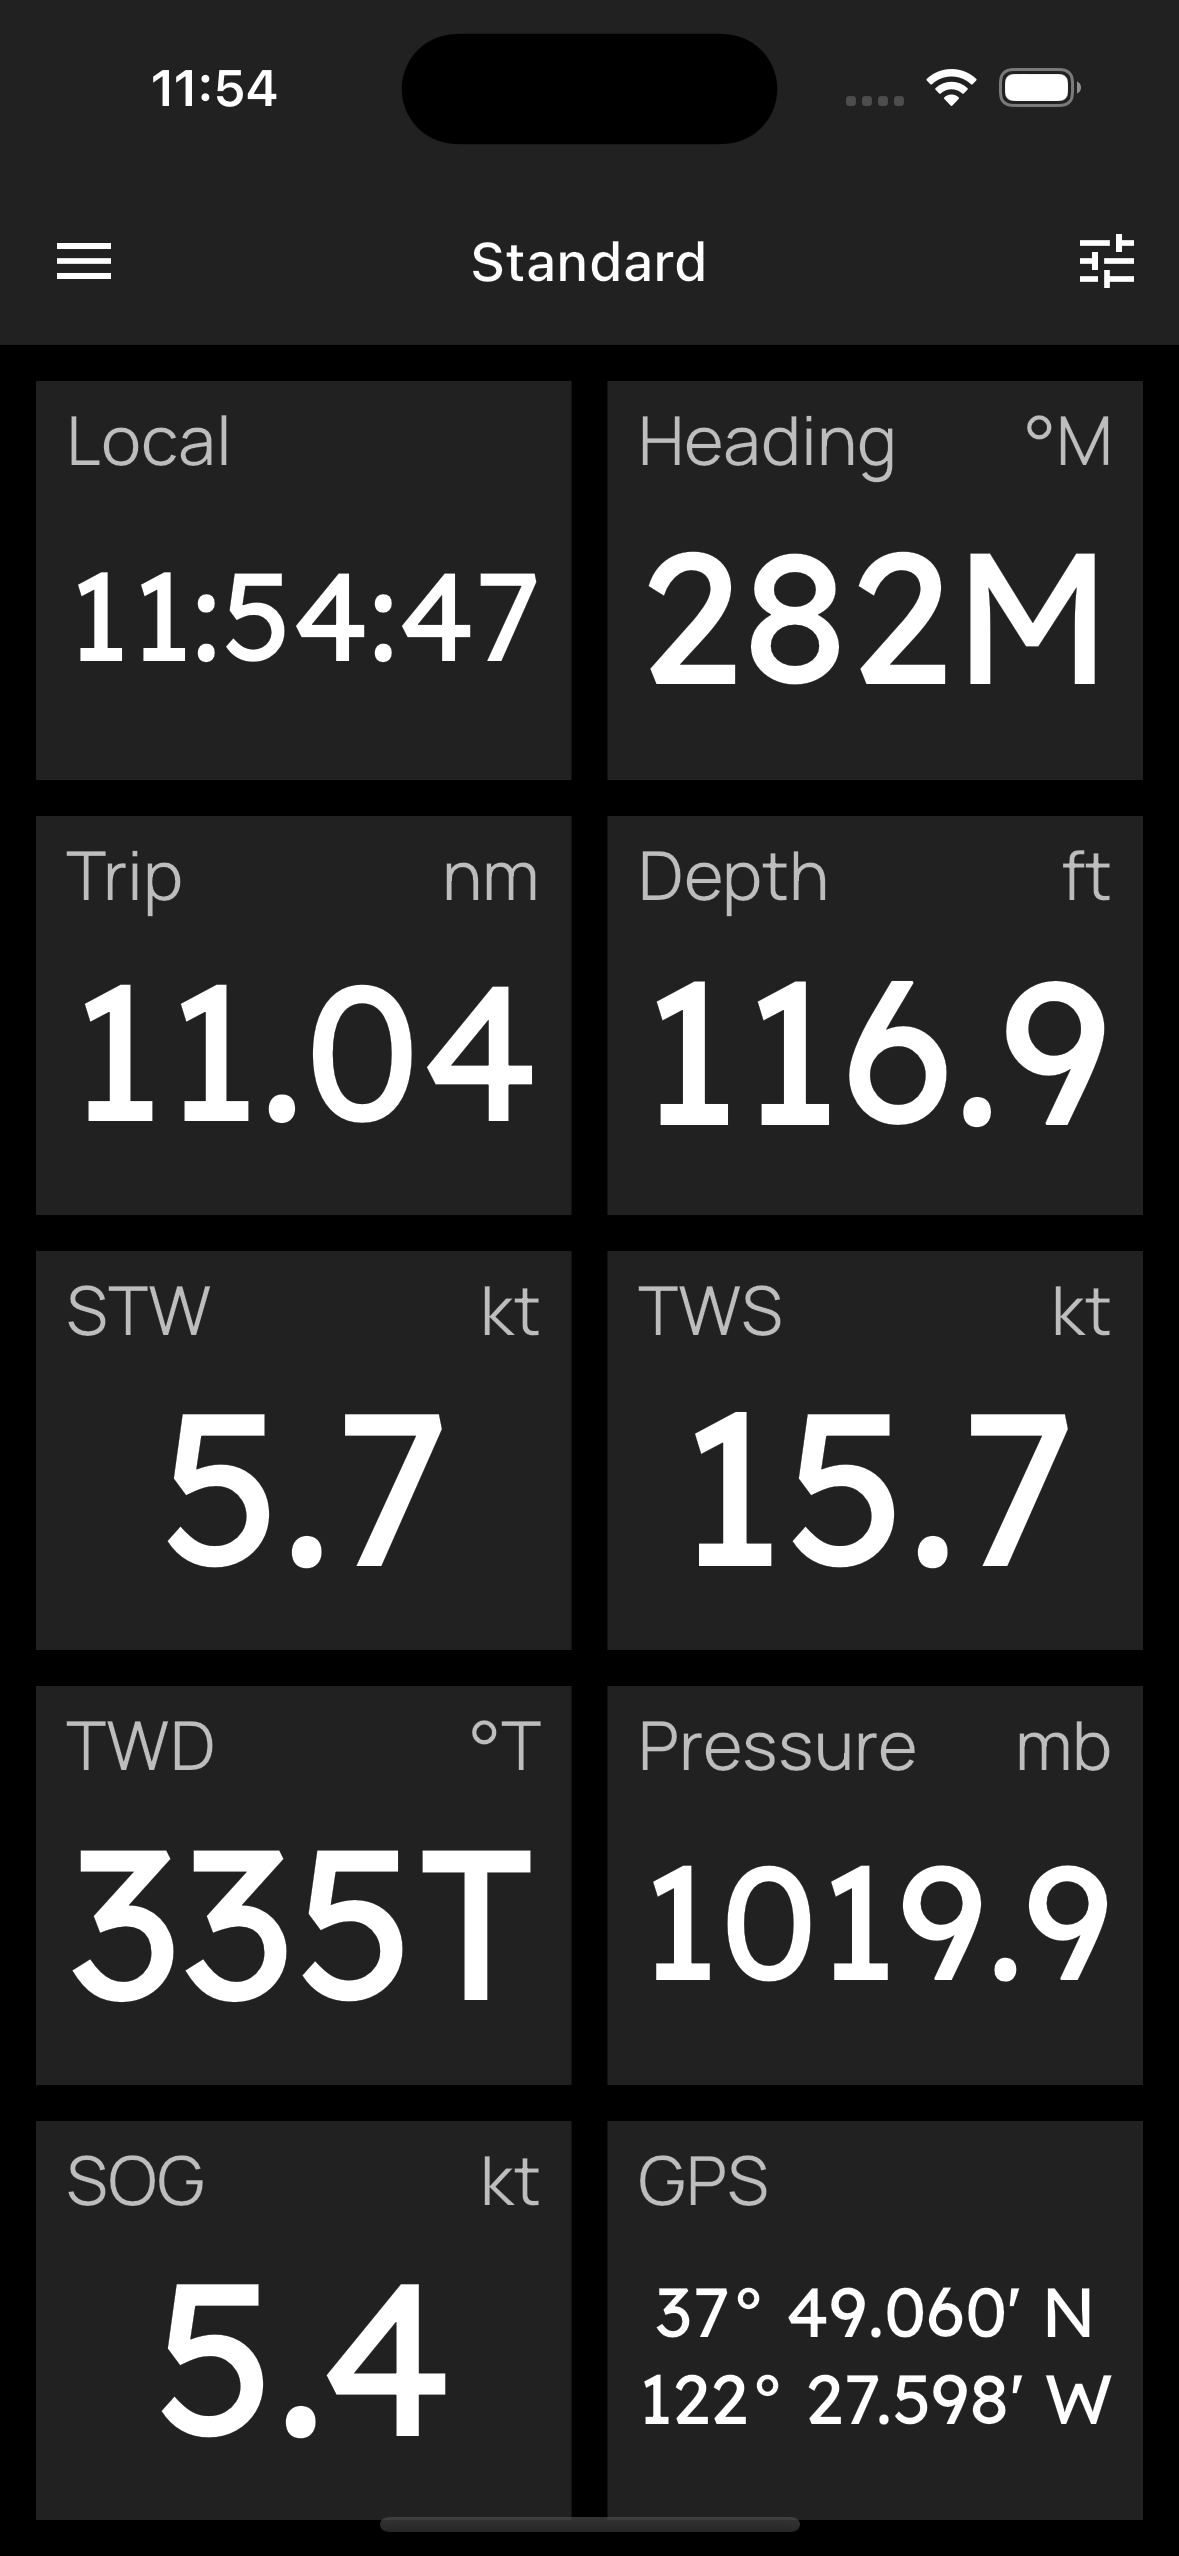 11:54
Standard
Local
11:54:47
Heading °M
282M
Trip nm
11.04
Depth ft
116.9
STW kt
5.7
TWS kt
15.7
TWD °T
335T
Pressure mb
1019.9
SOG kt
5.4
GPS
37° 49.060′ N
122° 27.598′ W